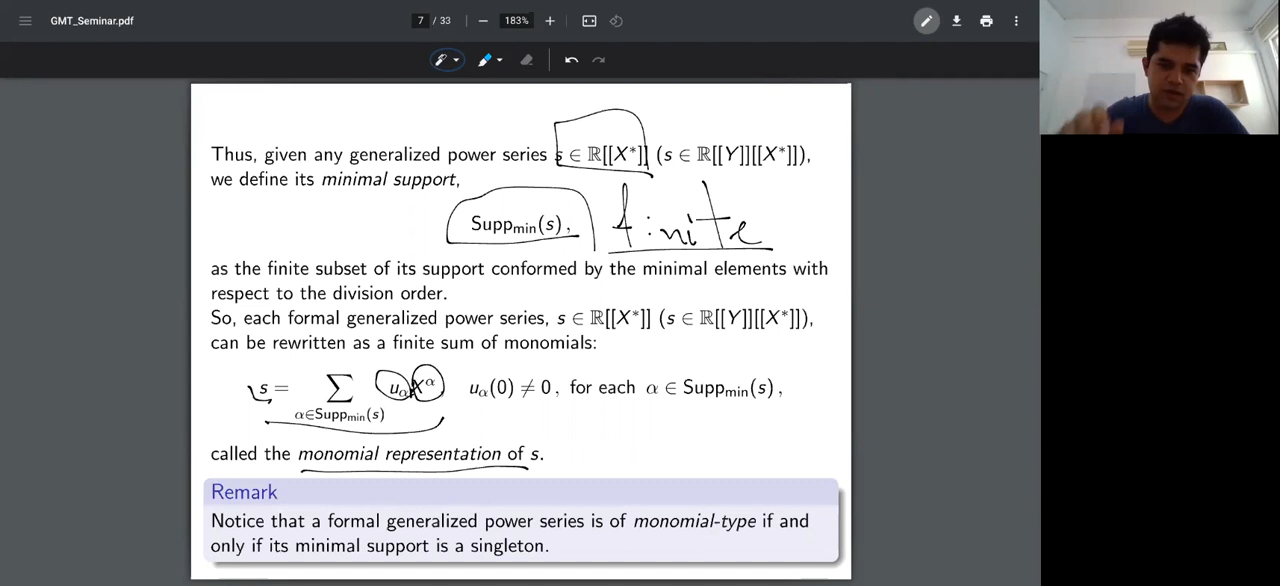 GMT_Seminar.pdf
7 / 33
183%
Thus, given any generalized power series s ∈ ℝ[[X*]] (s ∈ ℝ[[Y]][[X*]]),
we define its minimal support,
Supp_min(s), finite
as the finite subset of its support conformed by the minimal elements with
respect to the division order.
So, each formal generalized power series, s ∈ ℝ[[X*]] (s ∈ ℝ[[Y]][[X*]]),
can be rewritten as a finite sum of monomials:
s = ∑_{α∈Supp_min(s)} u_α X^α u_α(0) ≠ 0, for each α ∈ Supp_min(s),
called the monomial representation of s.
Remark
Notice that a formal generalized power series is of monomial-type if and
only if its minimal support is a singleton.